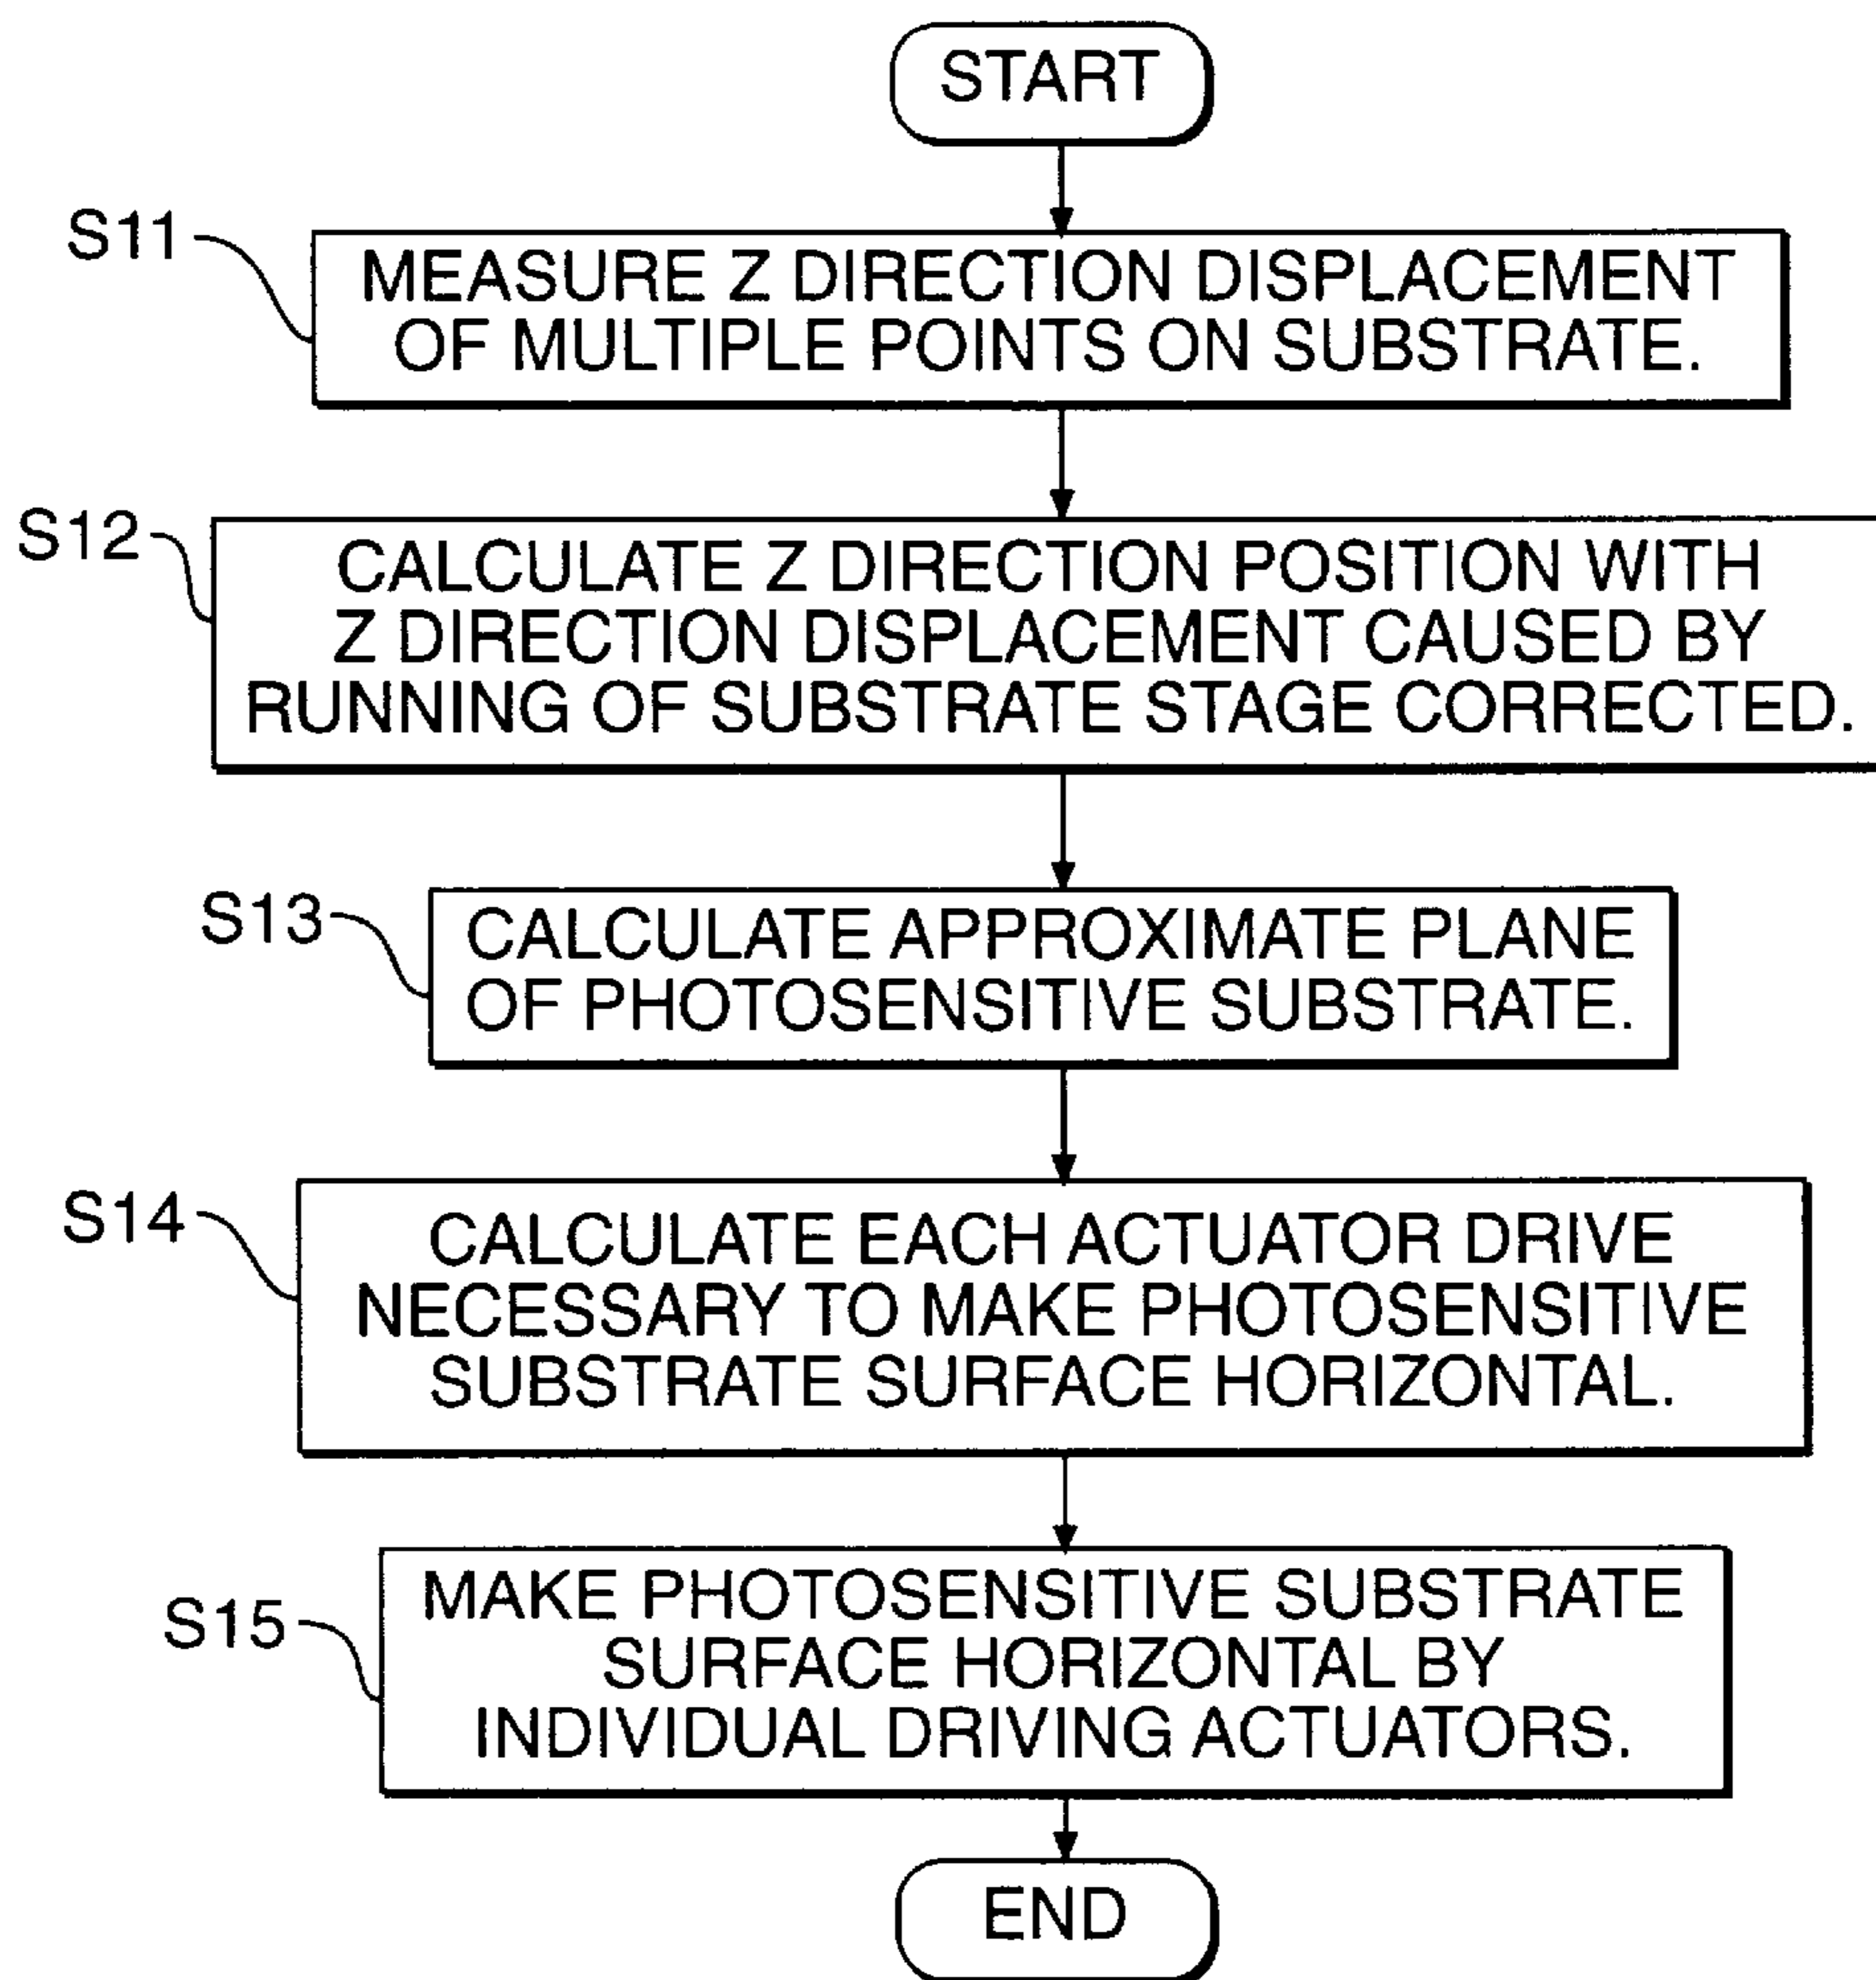 START
S11
MEASURE Z DIRECTION DISPLACEMENT
OF MULTIPLE POINTS ON SUBSTRATE.
S12
CALCULATE Z DIRECTION POSITION WITH
Z DIRECTION DISPLACEMENT CAUSED BY
RUNNING OF SUBSTRATE STAGE CORRECTED.
S13
CALCULATE APPROXIMATE PLANE
OF PHOTOSENSITIVE SUBSTRATE.
S14
CALCULATE EACH ACTUATOR DRIVE
NECESSARY TO MAKE PHOTOSENSITIVE
SUBSTRATE SURFACE HORIZONTAL.
S15
MAKE PHOTOSENSITIVE SUBSTRATE
SURFACE HORIZONTAL BY
INDIVIDUAL DRIVING ACTUATORS.
END